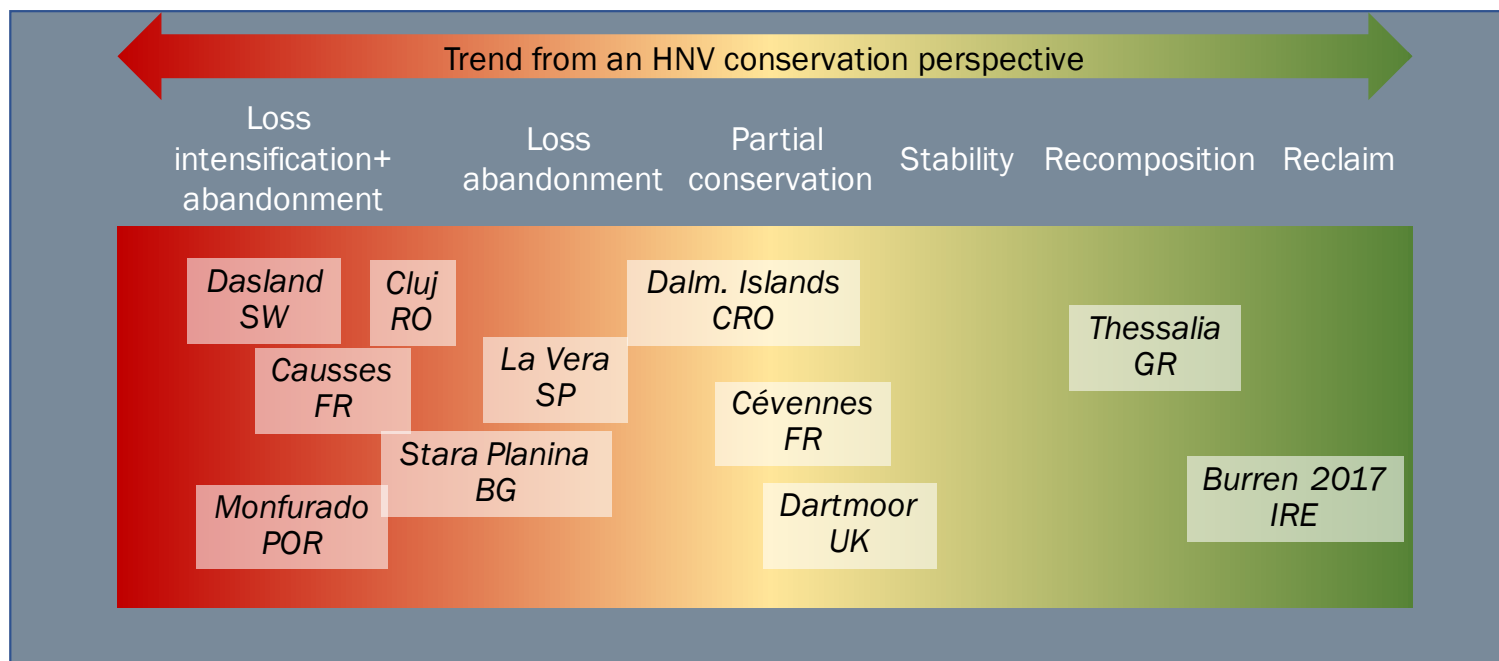 Trend from an HNV conservation perspective
Loss
intensification+
abandonment
Loss
abandonment
Partial
conservation
Stability
Recomposition
Reclaim
Dasland
SW
Cluj
RO
Dalm. Islands
CRO
Thessalia
GR
Causses
FR
La Vera
SP
Cévennes
FR
Stara Planina
BG
Burren 2017
IRE
Monfurado
POR
Dartmoor
UK